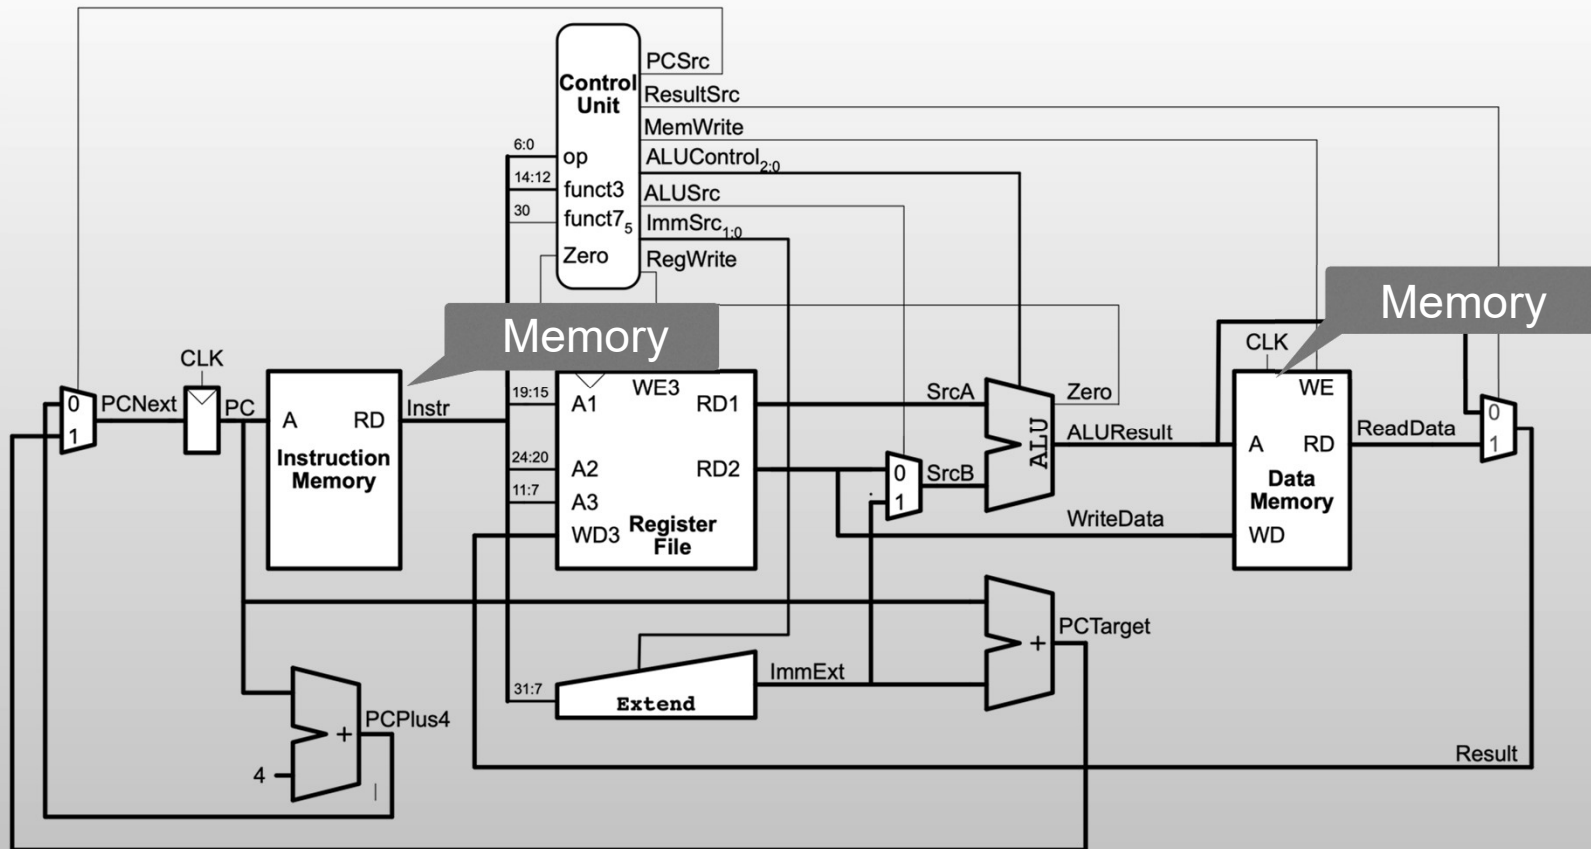 PCSrc
Control
Unit
ResultSrc
MemWrite
6:0
op
ALUControl2:0
14:12
funct3
ALUSrc
30
funct75
ImmSrc1:0
Zero
RegWrite
Memory
Memory
CLK
CLK
0
PCNext
PC
1
A
RD
Instr
Instruction
Memory
19:15
A1
WE3
RD1
24:20
A2
RD2
11:7
A3
WD3
Register
File
SrcA
0
SrcB
1
ALU
Zero
ALUResult
WriteData
WE
A
RD
Data
Memory
WD
ReadData
0
1
+
PCTarget
31:7
Extend
ImmExt
+
PCPlus4
4
Result